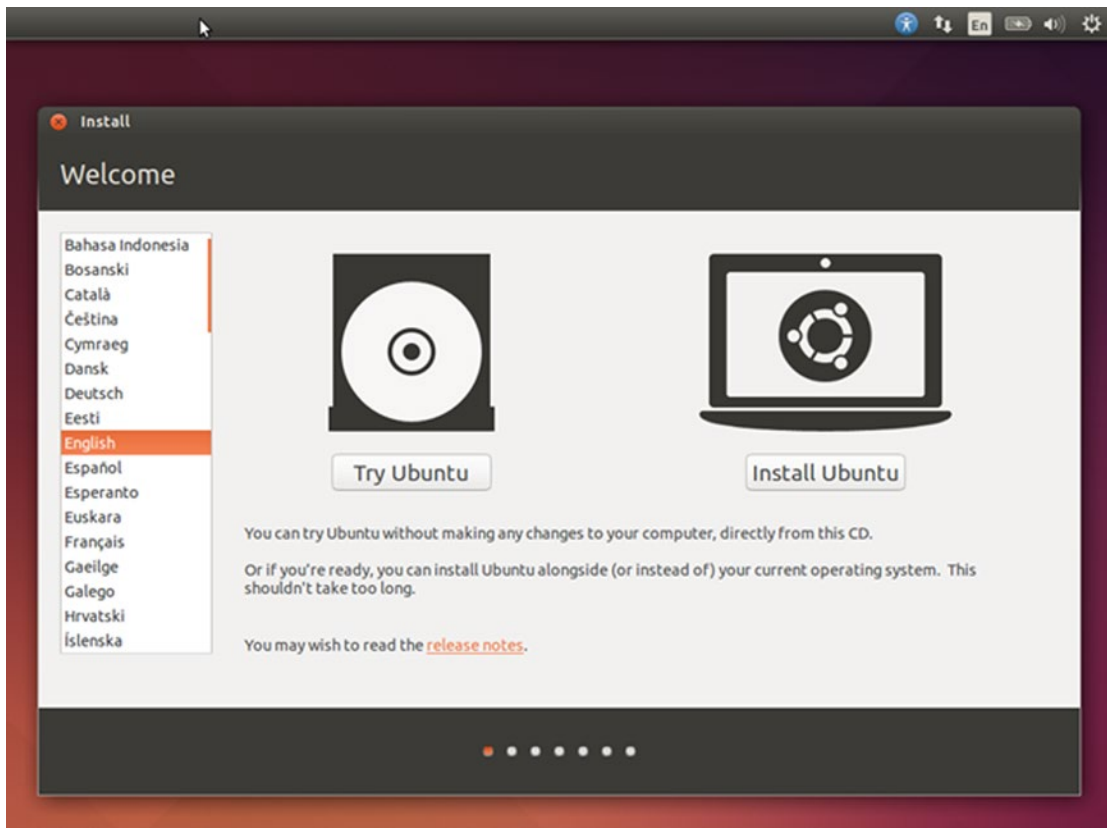 En
Install
Welcome
Bahasa Indonesia
Bosanski
Català
Čeština
Cymraeg
Dansk
Deutsch
Eesti
English
Español
Esperanto
Euskara
Français
Gaeilge
Galego
Hrvatski
Íslenska
Try Ubuntu
Install Ubuntu
You can try Ubuntu without making any changes to your computer, directly from this CD.
Or if you're ready, you can install Ubuntu alongside (or instead of) your current operating system. This
shouldn't take too long.
You may wish to read the release notes.